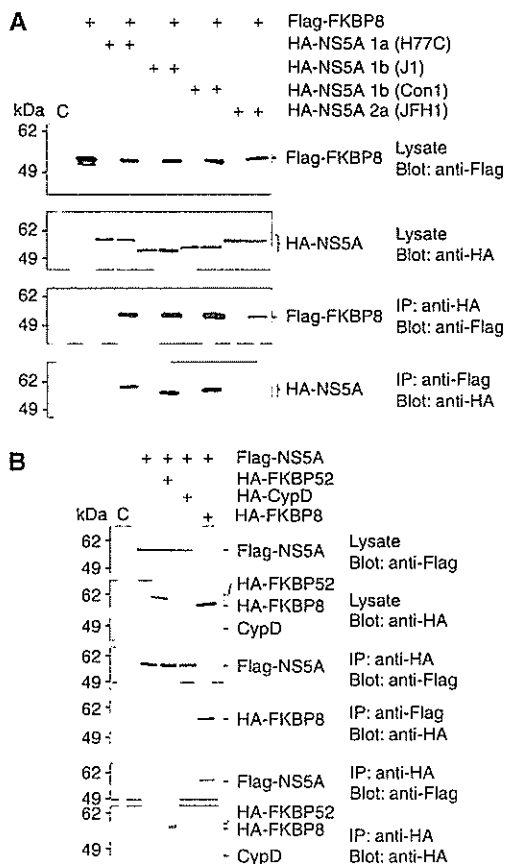 A
+ + + + + Flag-FKBP8
+ + HA-NS5A 1a (H77C)
+ + HA-NS5A 1b (J1)
+ + HA-NS5A 1b (Con1)
kDa C + + HA-NS5A 2a (JFH1)
62
49
Flag-FKBP8
Lysate
Blot: anti-Flag
62
49
HA-NS5A
Lysate
Blot: anti-HA
62
49
Flag-FKBP8
IP: anti-HA
Blot: anti-Flag
62
49
HA-NS5A
IP: anti-Flag
Blot: anti-HA
B
+ + + + Flag-NS5A
+ HA-FKBP52
+ HA-CypD
kDa C + HA-FKBP8
62
49
Flag-NS5A
Lysate
Blot: anti-Flag
62
49
HA-FKBP52
HA-FKBP8
CypD
Lysate
Blot: anti-HA
62
49
Flag-NS5A
IP: anti-HA
Blot: anti-Flag
62
49
HA-FKBP8
IP: anti-Flag
Blot: anti-HA
62
49
Flag-NS5A
IP: anti-HA
Blot: anti-Flag
62
49
HA-FKBP52
HA-FKBP8
CypD
IP: anti-HA
Blot: anti-HA